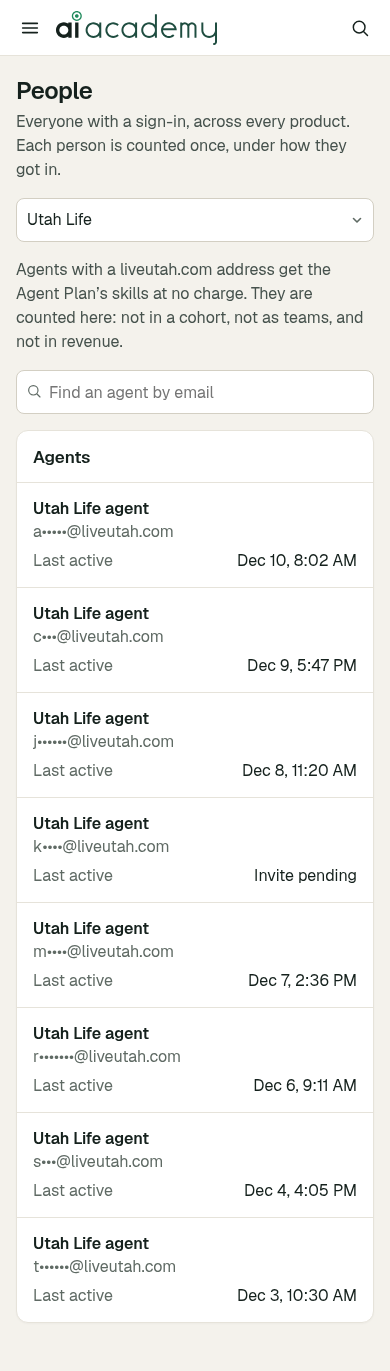 ai academy
People
Everyone with a sign-in, across every product.
Each person is counted once, under how they
got in.
Utah Life
Agents with a liveutah.com address get the
Agent Plan’s skills at no charge. They are
counted here: not in a cohort, not as teams, and
not in revenue.
Find an agent by email
Agents
Utah Life agent
a•••••@liveutah.com
Last active Dec 10, 8:02 AM
Utah Life agent
c•••@liveutah.com
Last active Dec 9, 5:47 PM
Utah Life agent
j••••••@liveutah.com
Last active Dec 8, 11:20 AM
Utah Life agent
k••••@liveutah.com
Last active Invite pending
Utah Life agent
m••••@liveutah.com
Last active Dec 7, 2:36 PM
Utah Life agent
r•••••••@liveutah.com
Last active Dec 6, 9:11 AM
Utah Life agent
s•••@liveutah.com
Last active Dec 4, 4:05 PM
Utah Life agent
t••••••@liveutah.com
Last active Dec 3, 10:30 AM